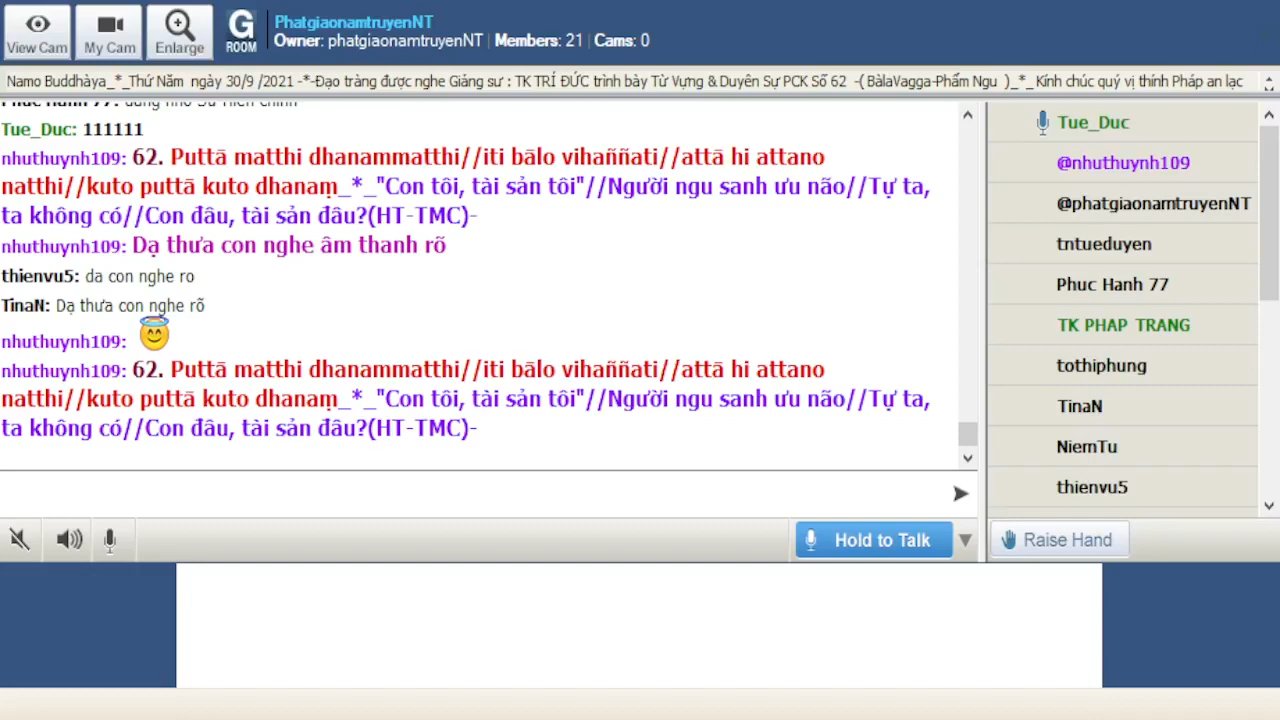 View Cam
My Cam
Enlarge
G
ROOM
PhatgiaonamtruyenNT
Owner: phatgiaonamtruyenNT | Members: 21 | Cams: 0
Namo Buddhàya_*_Thứ Năm ngày 30/9 /2021 -*-Đạo tràng được nghe Giảng sư : TK TRÍ ĐỨC trình bày Từ Vựng & Duyên Sự PCK Số 62 -( BàlaVagga-Phẩm Ngu )_*_ Kính chúc quý vị thính Pháp an lạc
Tue_Duc: 111111
nhuthuynh109: 62. Puttā matthi dhanammatthi//iti bālo vihaññati//attā hi attano
natthi//kuto puttā kuto dhanaṃ_*_"Con tôi, tài sản tôi"//Người ngu sanh ưu não//Tự ta,
ta không có//Con đâu, tài sản đâu?(HT-TMC)-
nhuthuynh109: Dạ thưa con nghe âm thanh rõ
thienvu5: da con nghe ro
TinaN: Dạ thưa con nghe rõ
nhuthuynh109:
nhuthuynh109: 62. Puttā matthi dhanammatthi//iti bālo vihaññati//attā hi attano
natthi//kuto puttā kuto dhanaṃ_*_"Con tôi, tài sản tôi"//Người ngu sanh ưu não//Tự ta,
ta không có//Con đâu, tài sản đâu?(HT-TMC)-
Tue_Duc
@nhuthuynh109
@phatgiaonamtruyenNT
tntueduyen
Phuc Hanh 77
TK PHAP TRANG
tothiphung
TinaN
NiemTu
thienvu5
Hold to Talk
Raise Hand